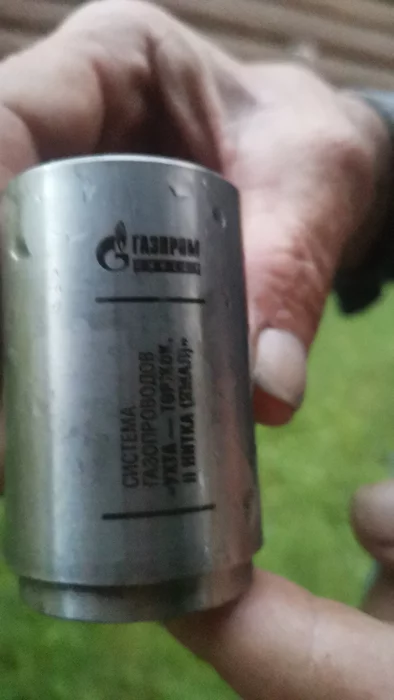 ГАЗПРОМ
СИСТЕМА
ГАЗОПРОВОДОВ
«УХТА — ТОРЖОК.
II НИТКА (ЯМАЛ)»